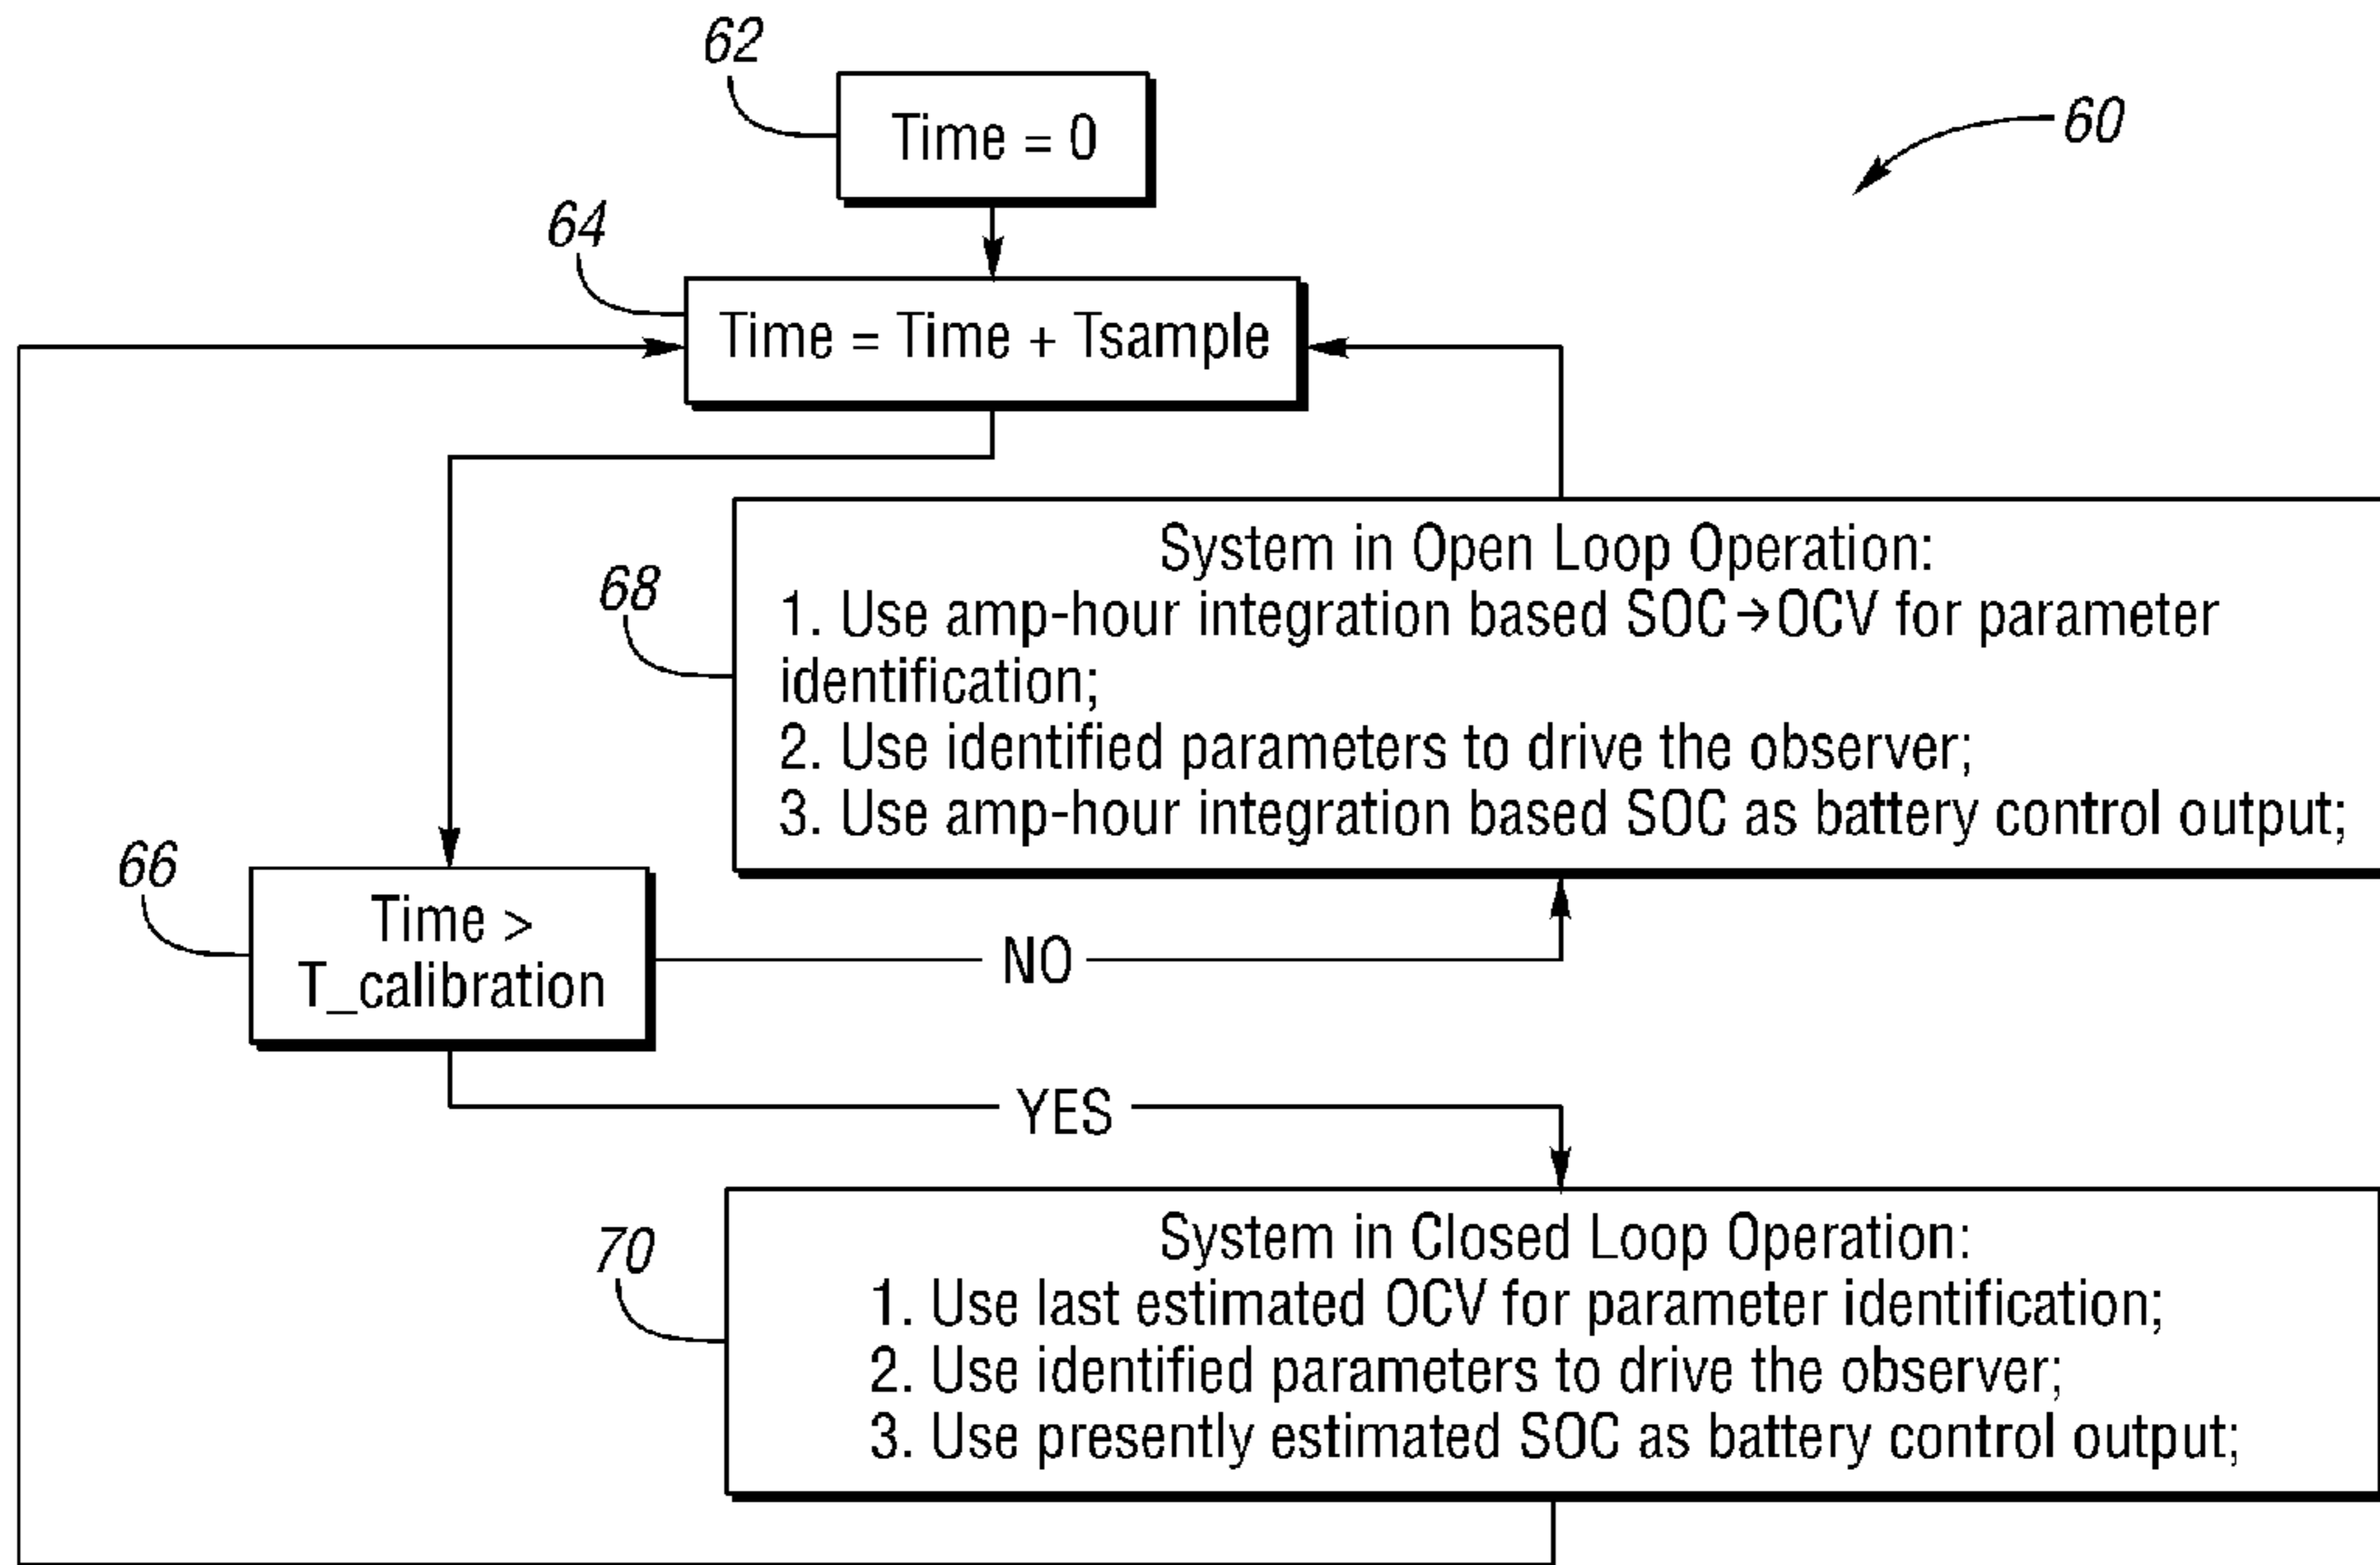 62
Time = 0
60
64
Time = Time + Tsample
System in Open Loop Operation:
68
1. Use amp-hour integration based SOC→OCV for parameter
identification;
2. Use identified parameters to drive the observer;
3. Use amp-hour integration based SOC as battery control output;
66
Time >
T_calibration
NO
YES
System in Closed Loop Operation:
70
1. Use last estimated OCV for parameter identification;
2. Use identified parameters to drive the observer;
3. Use presently estimated SOC as battery control output;